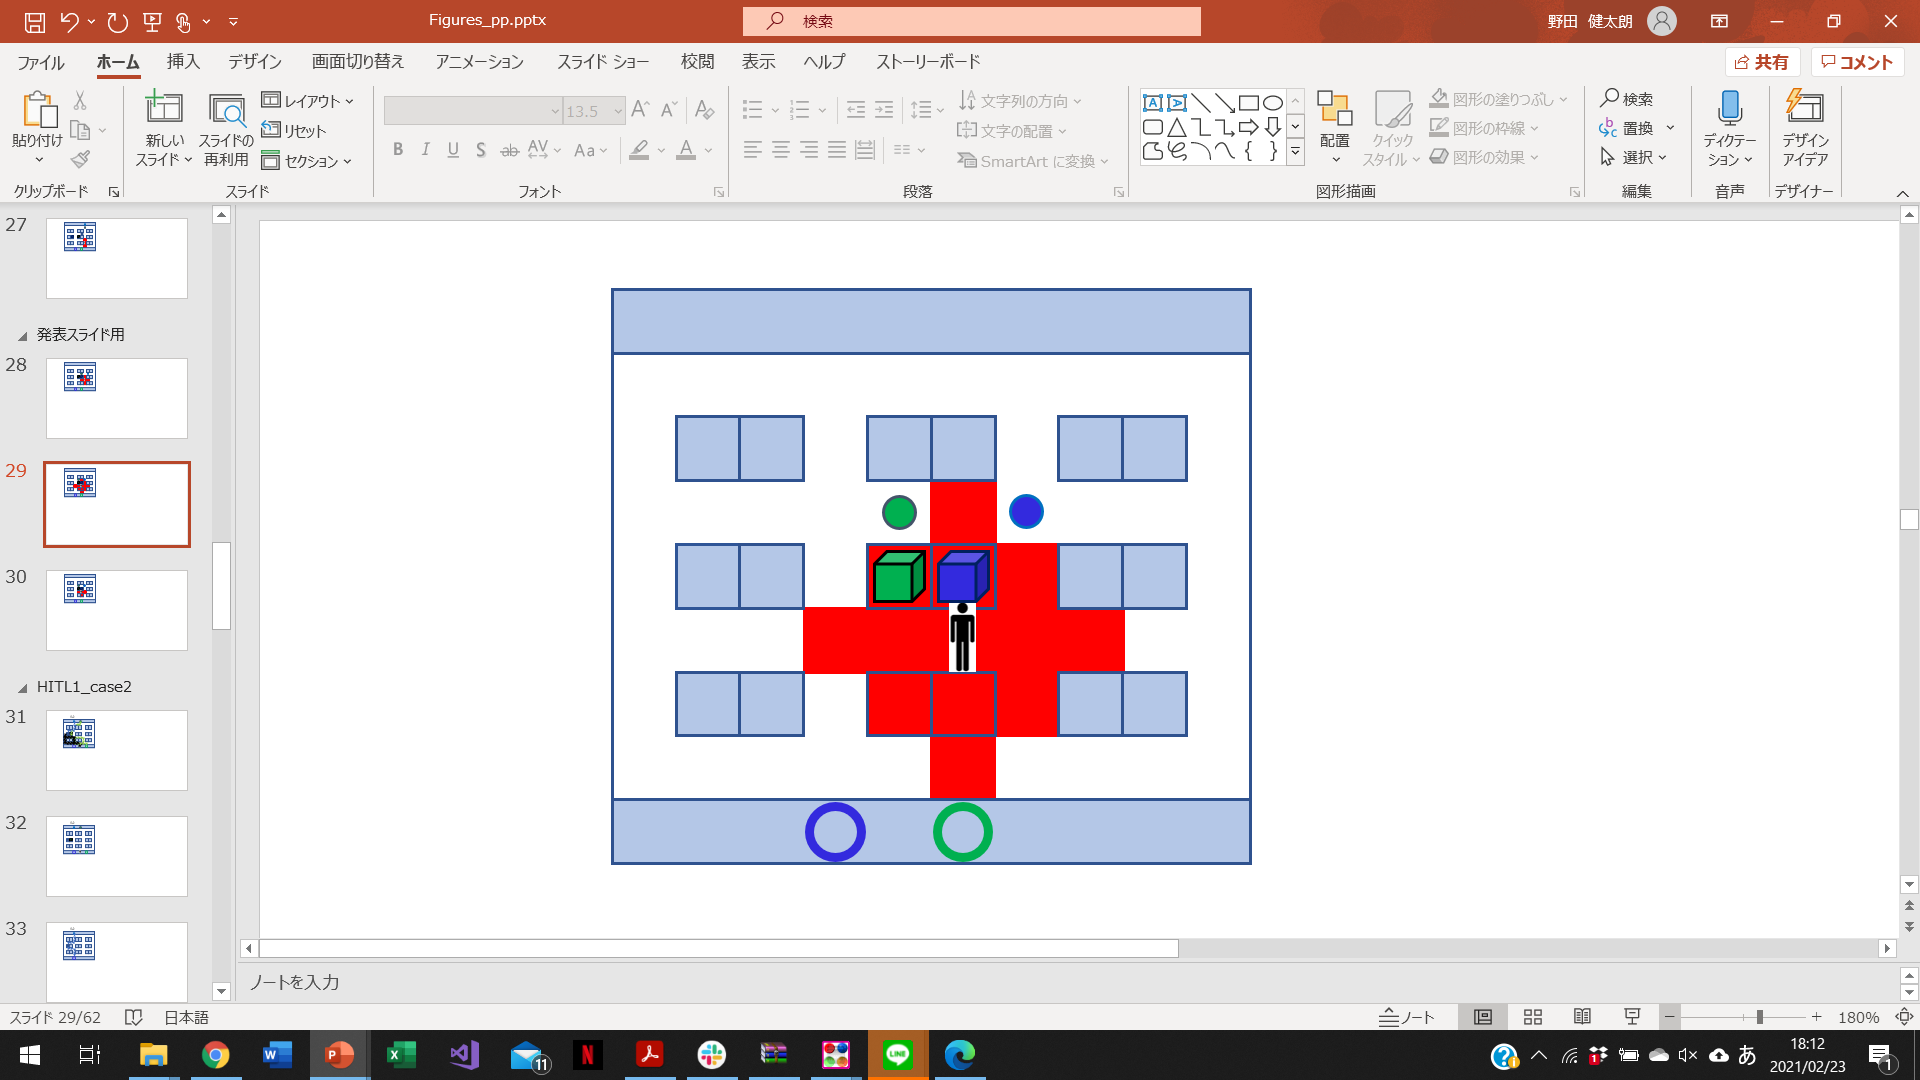 Figures_pp.pptx
検索
野田 健太朗
ファイル
ホーム
挿入
デザイン
画面切り替え
アニメーション
スライド ショー
校閲
表示
ヘルプ
ストーリーボード
共有
コメント
貼り付け
クリップボード
新しい
スライド
スライドの
再利用
レイアウト
リセット
セクション
スライド
13.5
A A A
B I U S ab AV Aa A
フォント
文字列の方向
文字の配置
SmartArt に変換
段落
配置
クイック
スタイル
図形の塗りつぶし
図形の枠線
図形の効果
図形描画
検索
置換
選択
編集
ディクテー
ション
音声
デザイン
アイデア
デザイナー
27
発表スライド用
28
29
30
HITL1_case2
31
32
33
ノートを入力
スライド 29/62
日本語
ノート
180%
11
LINE
1
あ
18:12
2021/02/23
1